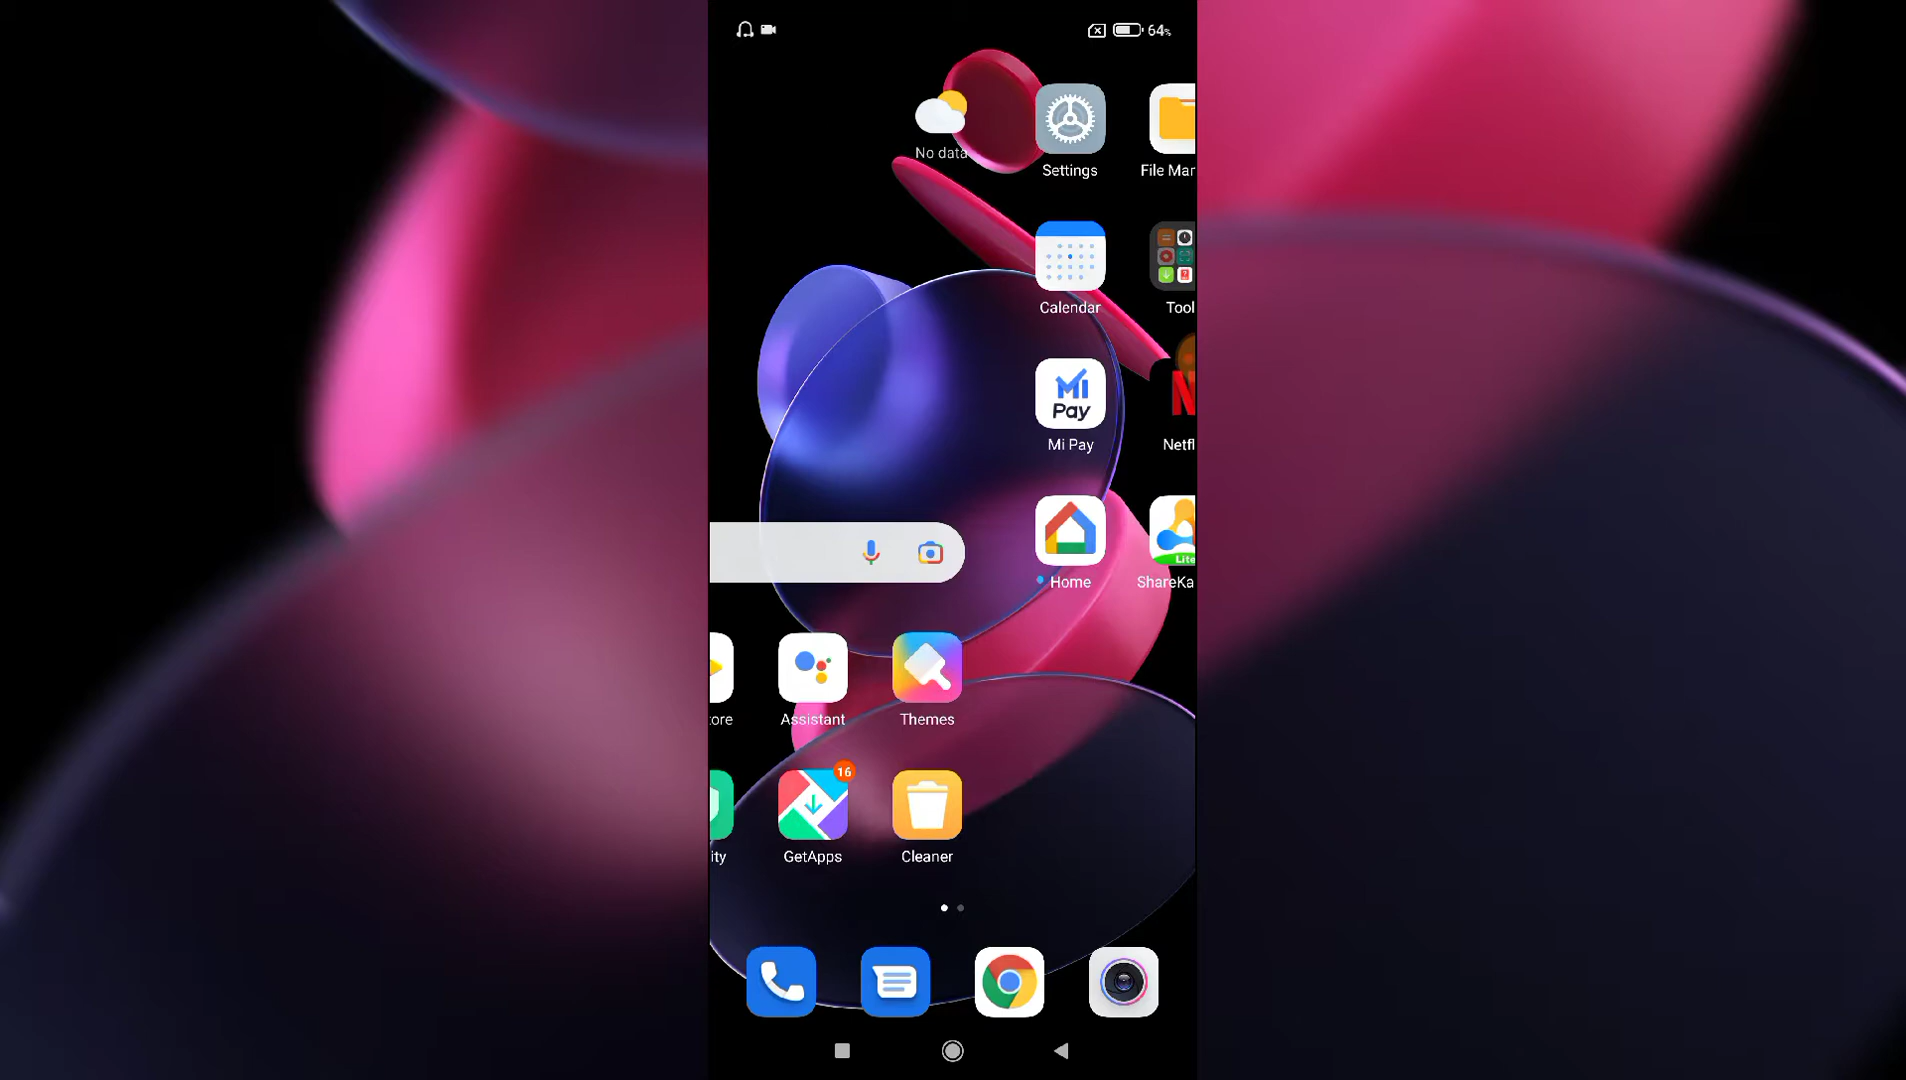 64%
No data
Settings
File Mar
Calendar
Tool
Mi Pay
Mi Pay
N
Netfl
Home
Lite
ShareKa
ore
Assistant
Themes
16
ity
GetApps
Cleaner